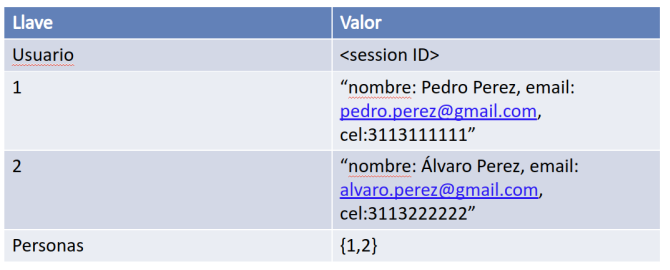 Llave Valor
Usuario <session ID>
1 “nombre: Pedro Perez, email:
pedro.perez@gmail.com,
cel:3113111111”
2 “nombre: Álvaro Perez, email:
alvaro.perez@gmail.com,
cel:3113222222”
Personas {1,2}